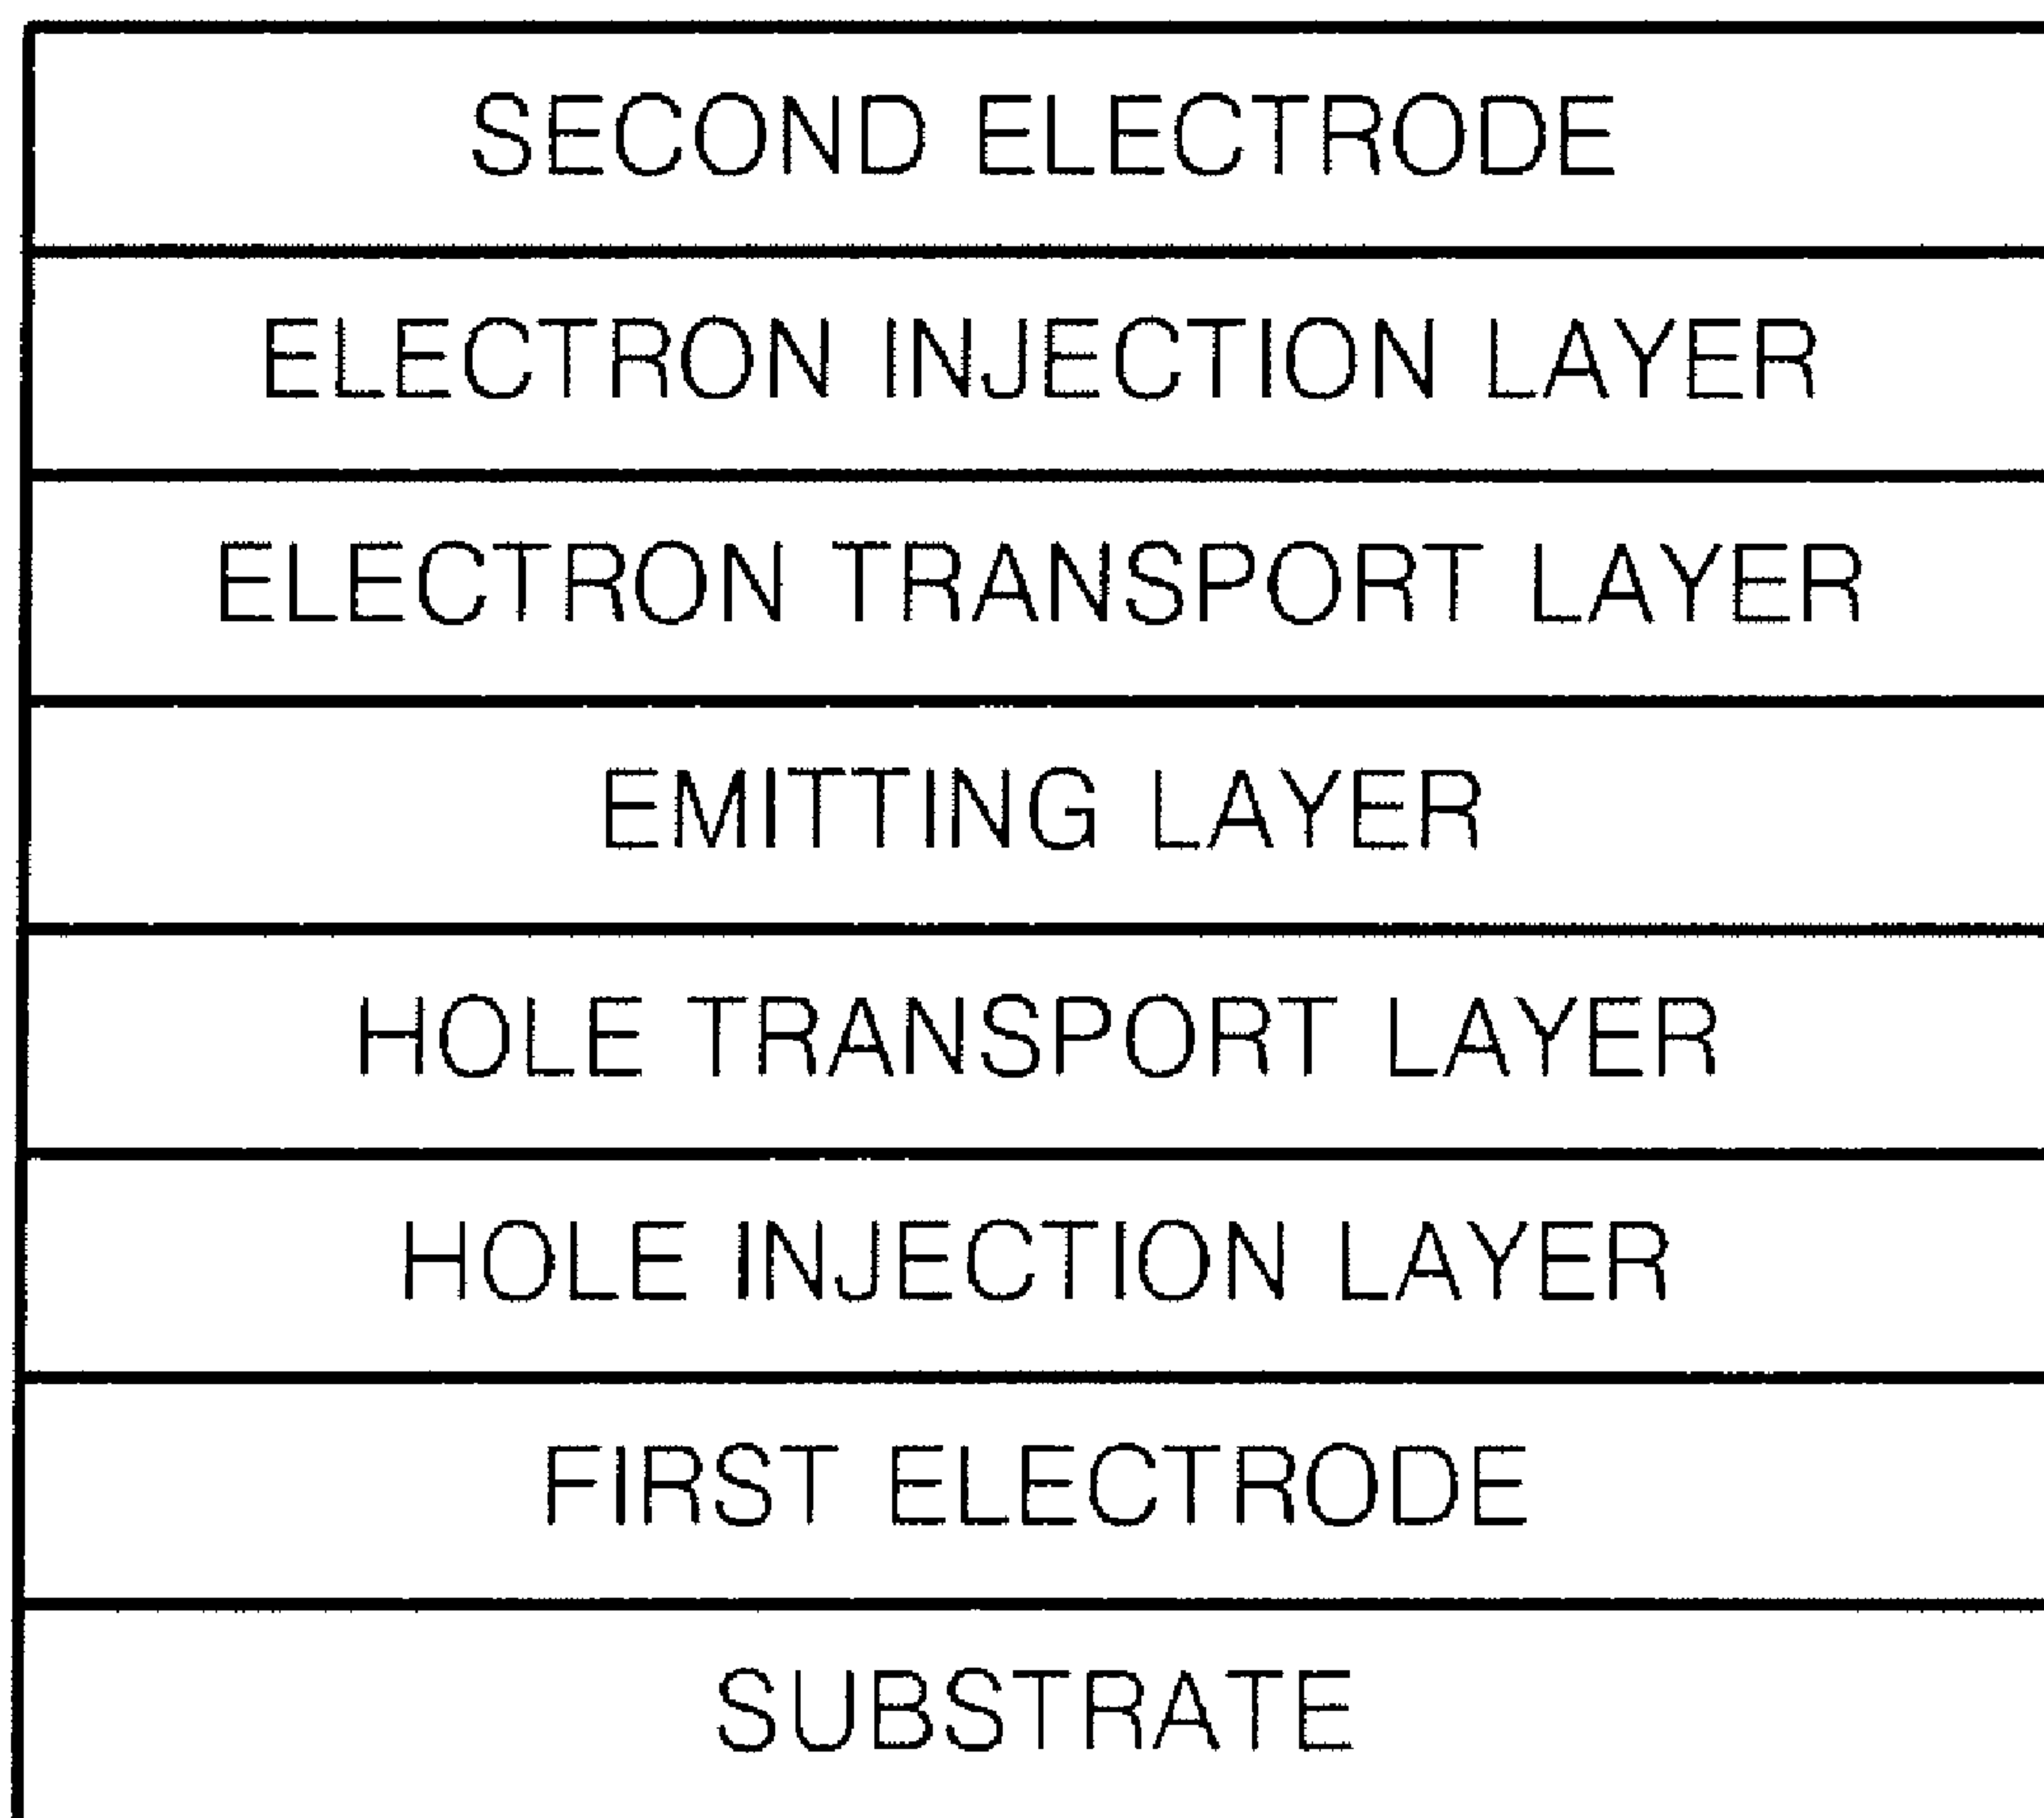 SECOND ELECTRODE
ELECTRON INJECTION LAYER
ELECTRON TRANSPORT LAYER
EMITTING LAYER
HOLE TRANSPORT LAYER
HOLE INJECTION LAYER
FIRST ELECTRODE
SUBSTRATE